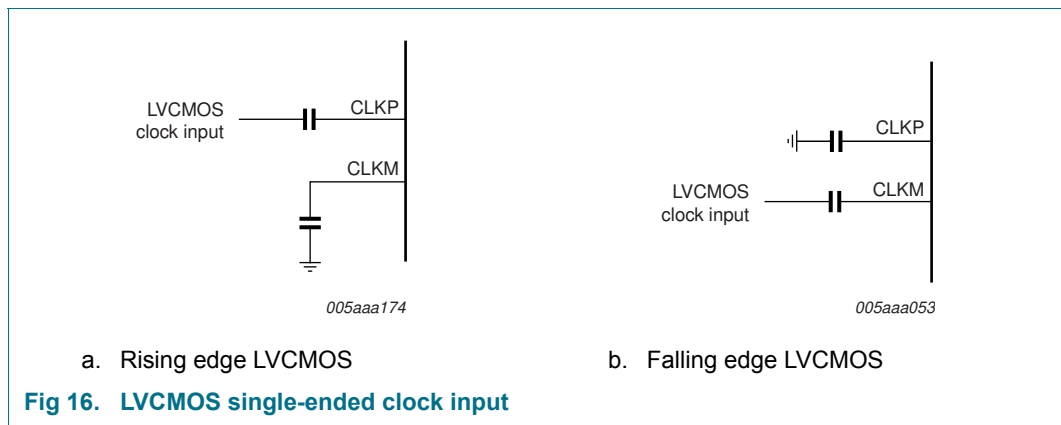 LVCMOS
clock input
CLKP
CLKM
005aaa174
a. Rising edge LVCMOS
CLKP
LVCMOS
clock input
CLKM
005aaa053
b. Falling edge LVCMOS
Fig 16. LVCMOS single-ended clock input